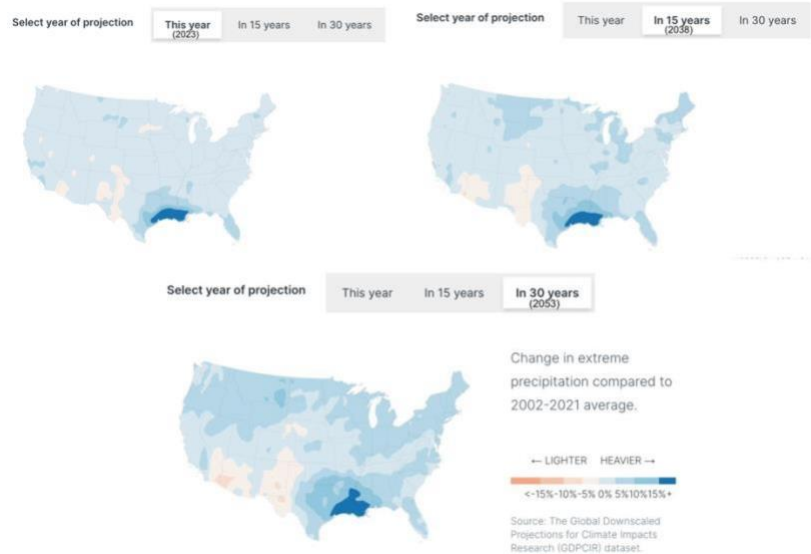 Select year of projection This year In 15 years In 30 years
(2023)
Select year of projection This year In 15 years In 30 years
(2038)
Select year of projection This year In 15 years In 30 years
(2053)
Change in extreme
precipitation compared to
2002-2021 average.
← LIGHTER HEAVIER →
<-15%-10%-5% 0% 5%10%15%+
Source: The Global Downscaled
Projections for Climate Impacts
Research (GDPCIR) dataset.